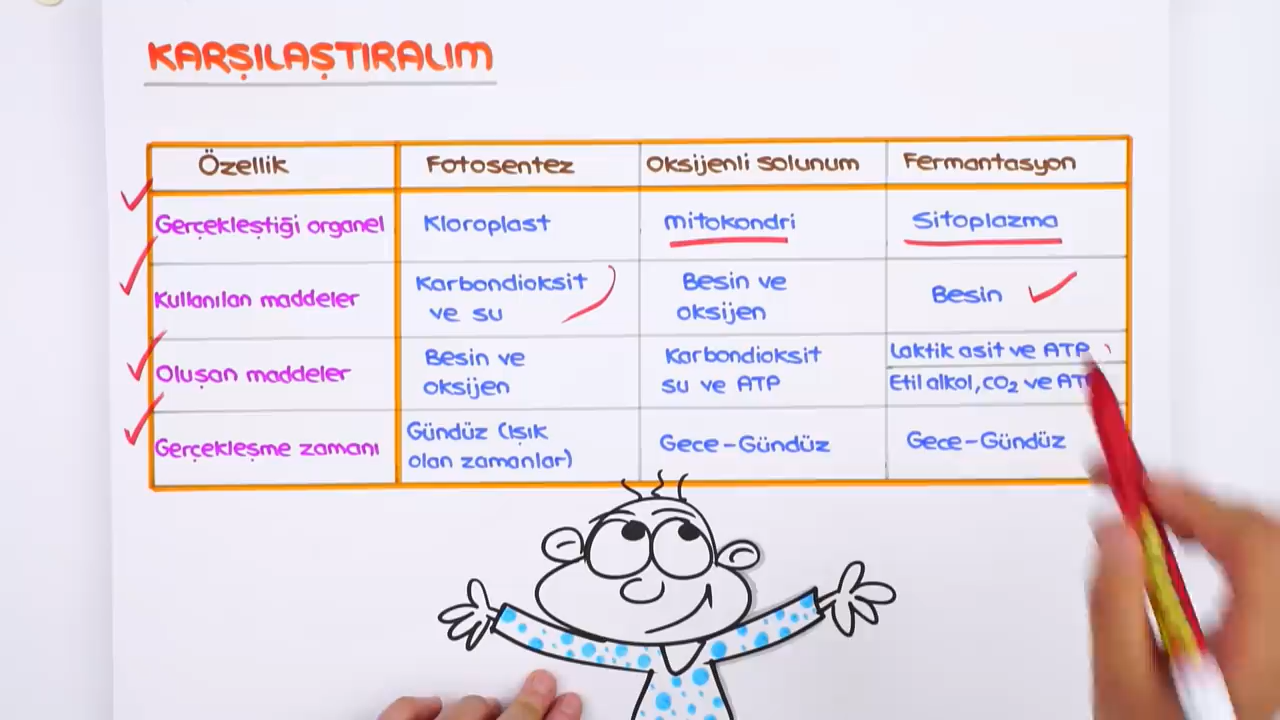 KARŞILAŞTIRALIM
Özellik Fotosentez Oksijenli solunum Fermantasyon
Gerçekleştiği organel Kloroplast mitokondri Sitoplazma
Kullanılan maddeler Karbondioksit ve su Besin ve oksijen Besin
Oluşan maddeler Besin ve oksijen Karbondioksit su ve ATP Laktik asit ve ATP
Etil alkol, CO₂ ve
Gerçekleşme zamanı Gündüz (Işık olan zamanlar) Gece-Gündüz Gece-Gündüz